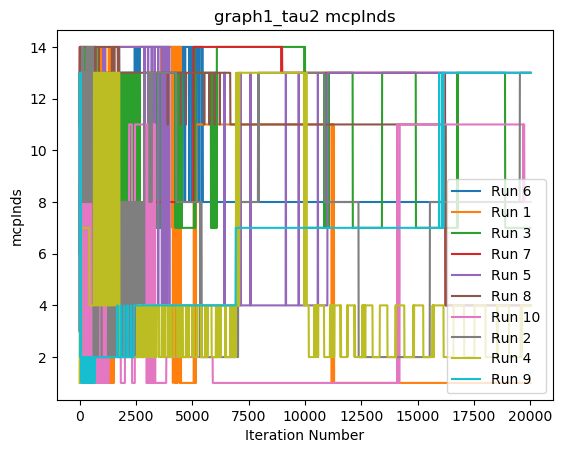 graph1_tau2 mcpInds
14
12
10
8
6
4
2
mcpInds
0
2500
5000
7500
10000
12500
15000
17500
20000
Iteration Number
Run 6
Run 1
Run 3
Run 7
Run 5
Run 8
Run 10
Run 2
Run 4
Run 9